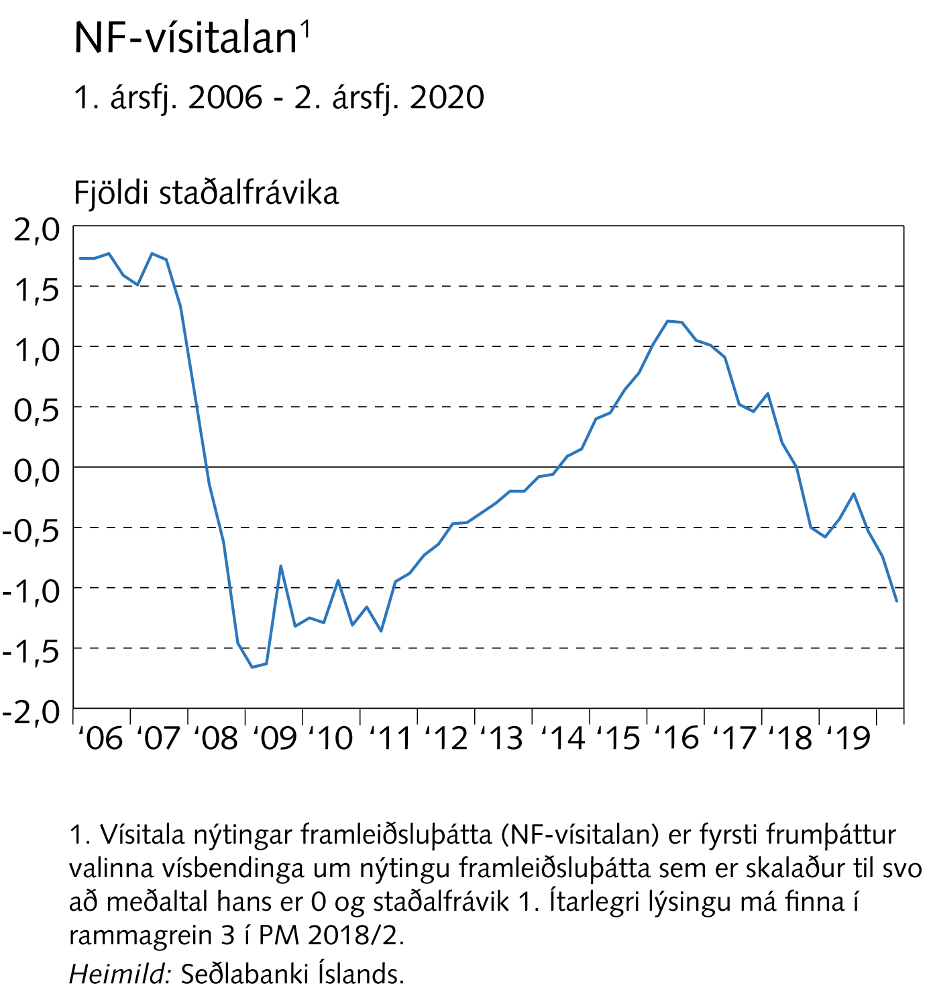 NF-vísitalan¹
1. ársfj. 2006 - 2. ársfj. 2020
Fjöldi staðalfrávika
2,0
1,5
1,0
0,5
0,0
-0,5
-1,0
-1,5
-2,0
‘06 ‘07 ‘08 ‘09 ‘10 ‘11 ‘12 ‘13 ‘14 ‘15 ‘16 ‘17 ‘18 ‘19
1. Vísitala nýtingar framleiðsluþátta (NF-vísitalan) er fyrsti frumþáttur
valinna vísbendinga um nýtingu framleiðsluþátta sem er skalaður til svo
að meðaltal hans er 0 og staðalfrávik 1. Ítarlegri lýsingu má finna í
rammagrein 3 í PM 2018/2.
Heimild: Seðlabanki Íslands.